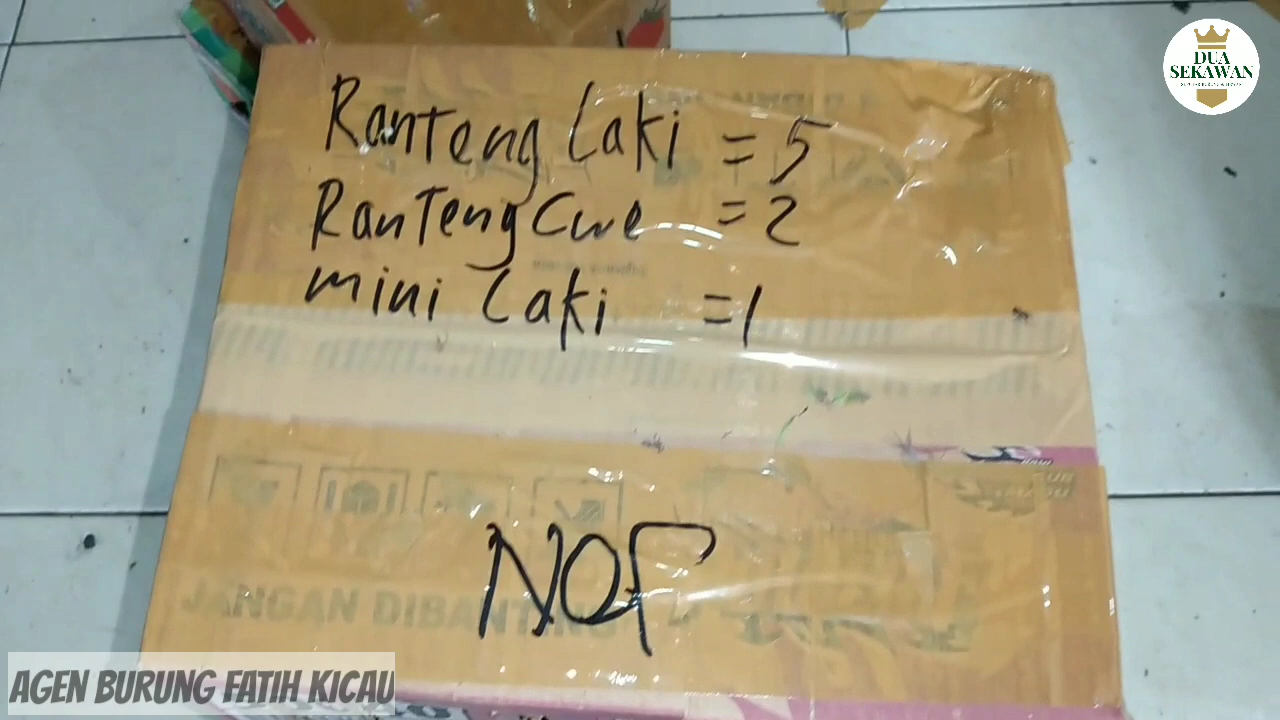 DUA
SEKAWAN
Ranteng Laki = 5
RanTeng Cwe = 2
mini Laki = 1
NOF
JANGAN DIBANTING
AGEN BURUNG FATIH KICAU